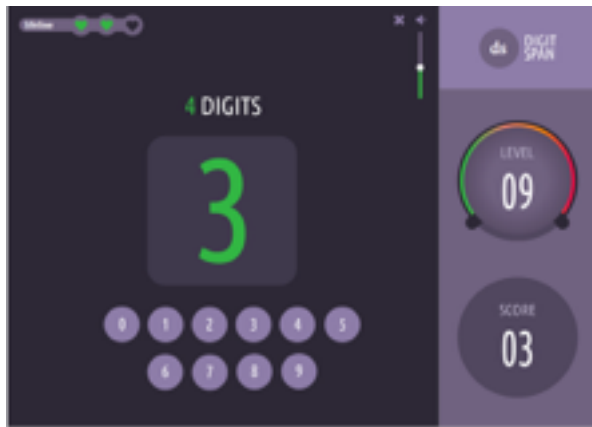 lifelines
4 DIGITS
3
0 1 2 3 4 5
6 7 8 9
ds DIGIT
SPAN
LEVEL
09
SCORE
03